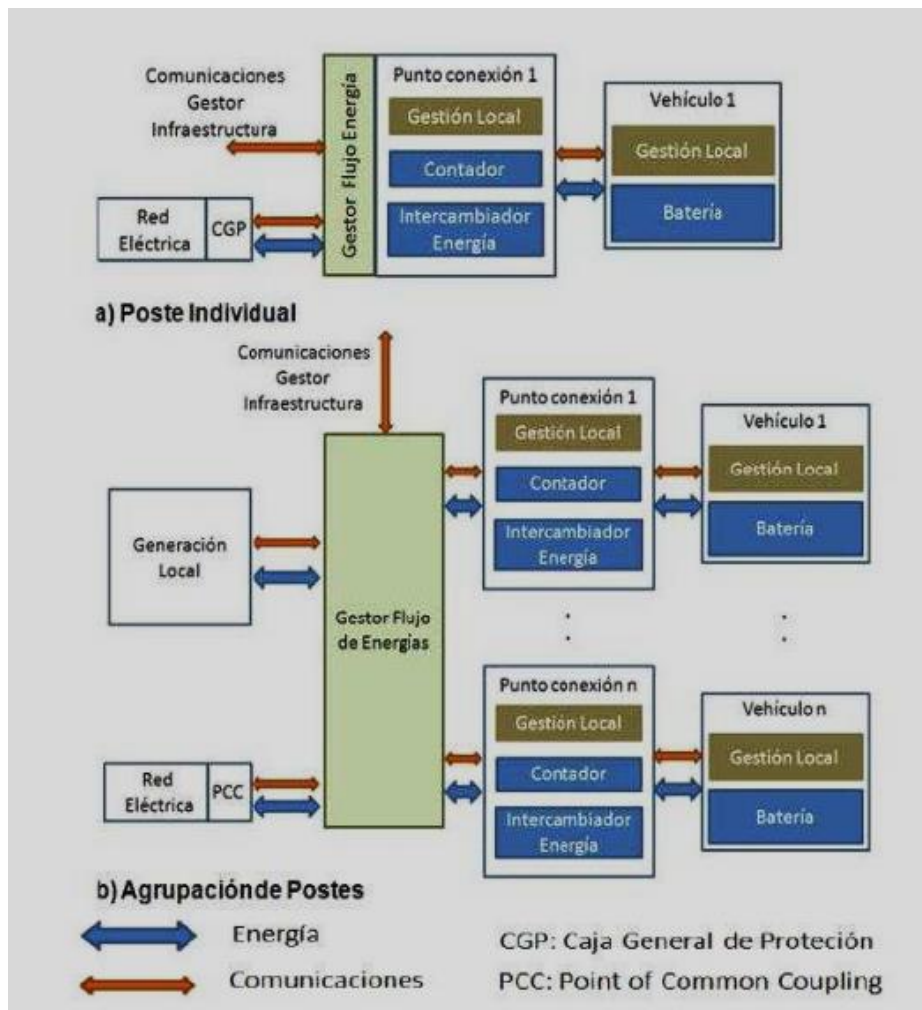 Comunicaciones
Gestor
Infraestructura
Red
Eléctrica
CGP
Gestor Flujo Energía
Punto conexión 1
Gestión Local
Contador
Intercambiador
Energía
Vehículo 1
Gestión Local
Batería
a) Poste Individual
Comunicaciones
Gestor
Infraestructura
Generación
Local
Red
Eléctrica
PCC
Gestor Flujo
de Energías
Punto conexión 1
Gestión Local
Contador
Intercambiador
Energía
Vehículo 1
Gestión Local
Batería
Punto conexión n
Gestión Local
Contador
Intercambiador
Energía
Vehículo n
Gestión Local
Batería
b) Agrupaciónde Postes
Energía
Comunicaciones
CGP: Caja General de Proteción
PCC: Point of Common Coupling